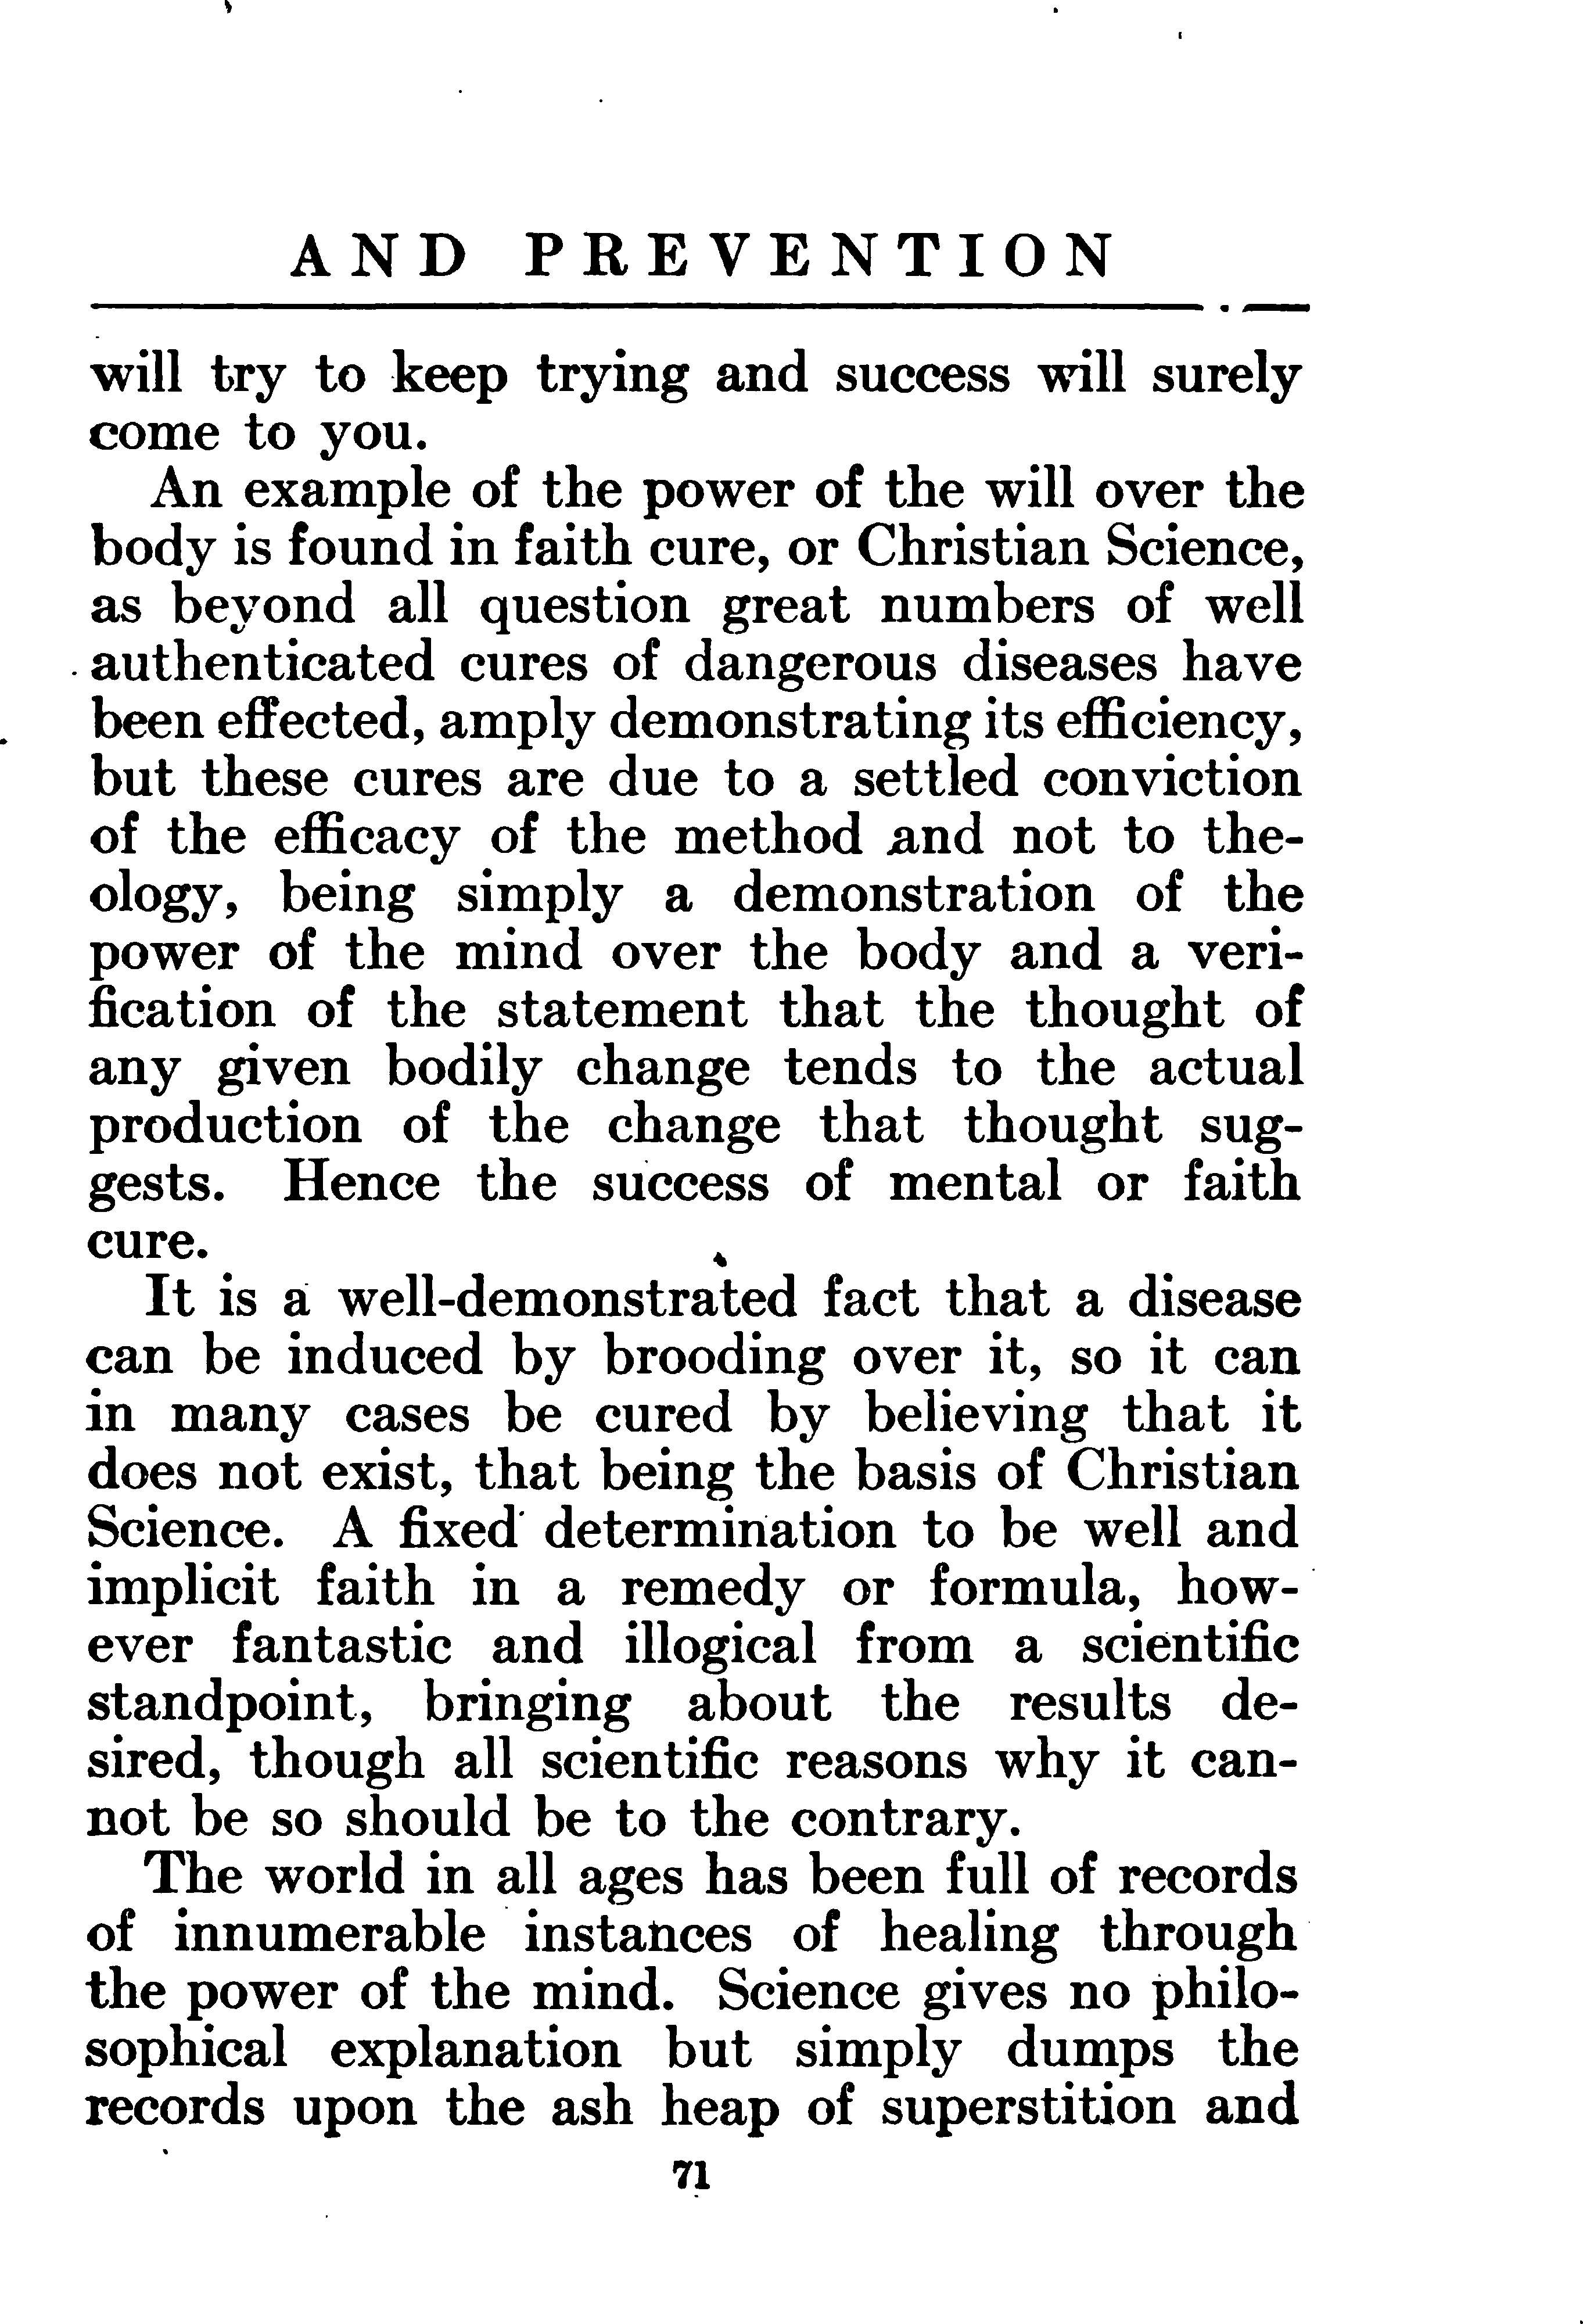 AND PREVENTION
will try to keep trying and success will surely
come to you.
An example of the power of the will over the
body is found in faith cure, or Christian Science,
as beyond all question great numbers of well
authenticated cures of dangerous diseases have
been effected, amply demonstrating its efficiency,
but these cures are due to a settled conviction
of the efficacy of the method and not to the-
ology, being simply a demonstration of the
power of the mind over the body and a veri-
fication of the statement that the thought of
any given bodily change tends to the actual
production of the change that thought sug-
gests. Hence the success of mental or faith
cure.
It is a well-demonstrated fact that a disease
can be induced by brooding over it, so it can
in many cases be cured by believing that it
does not exist, that being the basis of Christian
Science. A fixed determination to be well and
implicit faith in a remedy or formula, how-
ever fantastic and illogical from a scientific
standpoint, bringing about the results de-
sired, though all scientific reasons why it can-
not be so should be to the contrary.
The world in all ages has been full of records
of innumerable instances of healing through
the power of the mind. Science gives no philo-
sophical explanation but simply dumps the
records upon the ash heap of superstition and
71